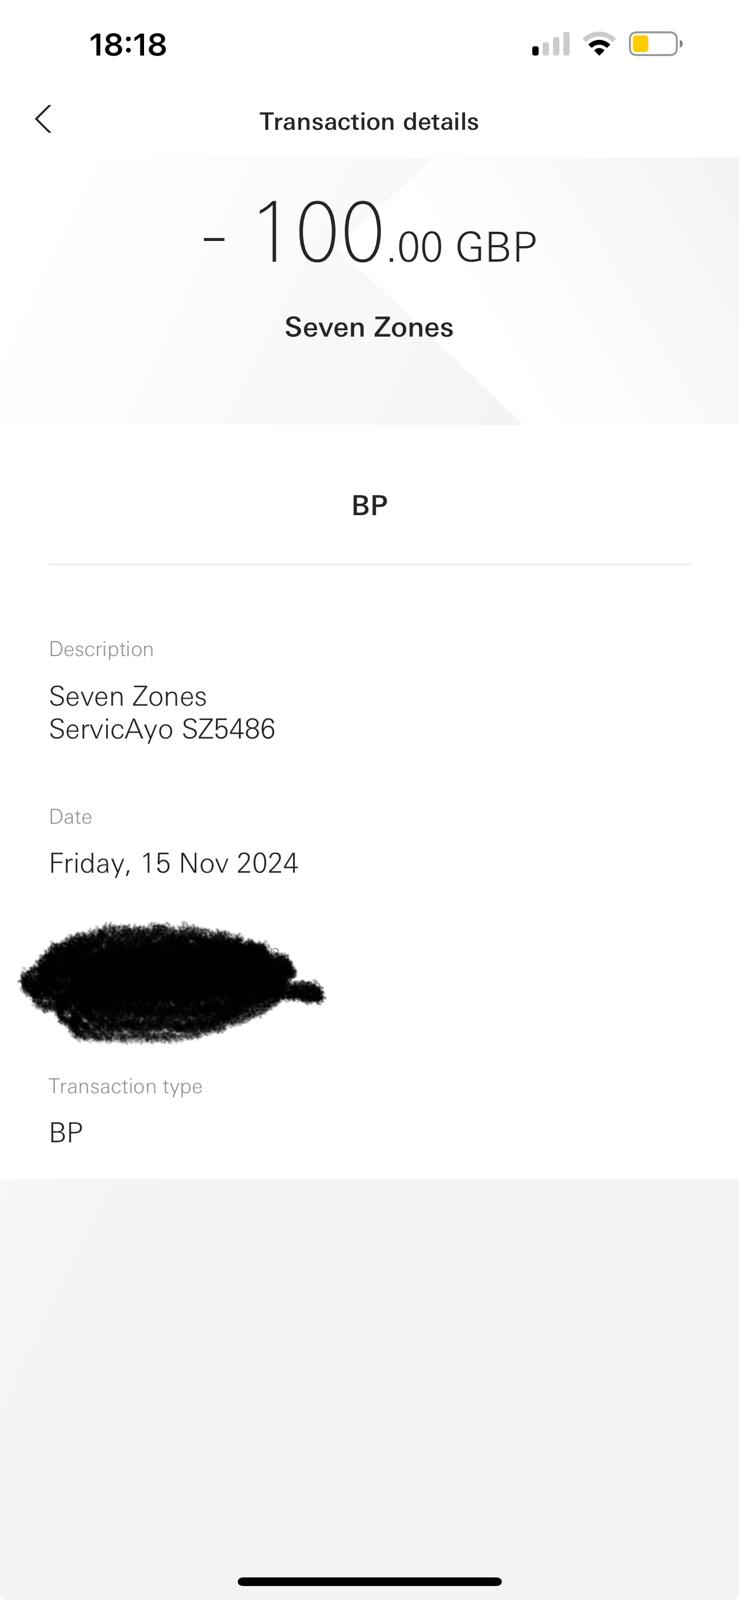 18:18
Transaction details
- 100.00 GBP
Seven Zones
BP
Description
Seven Zones
ServicAyo SZ5486
Date
Friday, 15 Nov 2024
Transaction type
BP